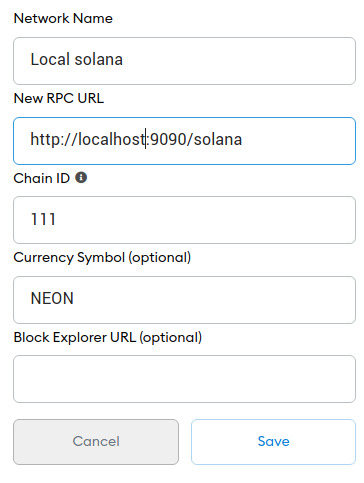 Network Name
Local solana
New RPC URL
http://localhost:9090/solana
Chain ID
111
Currency Symbol (optional)
NEON
Block Explorer URL (optional)
Cancel
Save